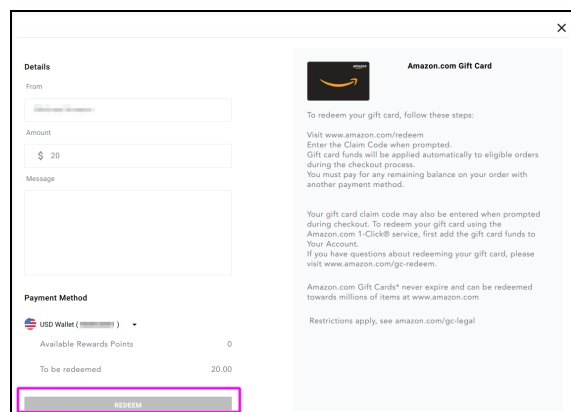 Details
From
Amount
$ 20
Message
Payment Method
USD Wallet ( )
Available Rewards Points 0
To be redeemed 20.00
REDEEM
amazon
Amazon.com Gift Card
To redeem your gift card, follow these steps:
Visit www.amazon.com/redeem
Enter the Claim Code when prompted.
Gift card funds will be applied automatically to eligible orders
during the checkout process.
You must pay for any remaining balance on your order with
another payment method.
Your gift card claim code may also be entered when prompted
during checkout. To redeem your gift card using the
Amazon.com 1-Click® service, first add the gift card funds to
Your Account.
If you have questions about redeeming your gift card, please
visit www.amazon.com/gc-redeem.
Amazon.com Gift Cards* never expire and can be redeemed
towards millions of items at www.amazon.com
Restrictions apply, see amazon.com/gc-legal